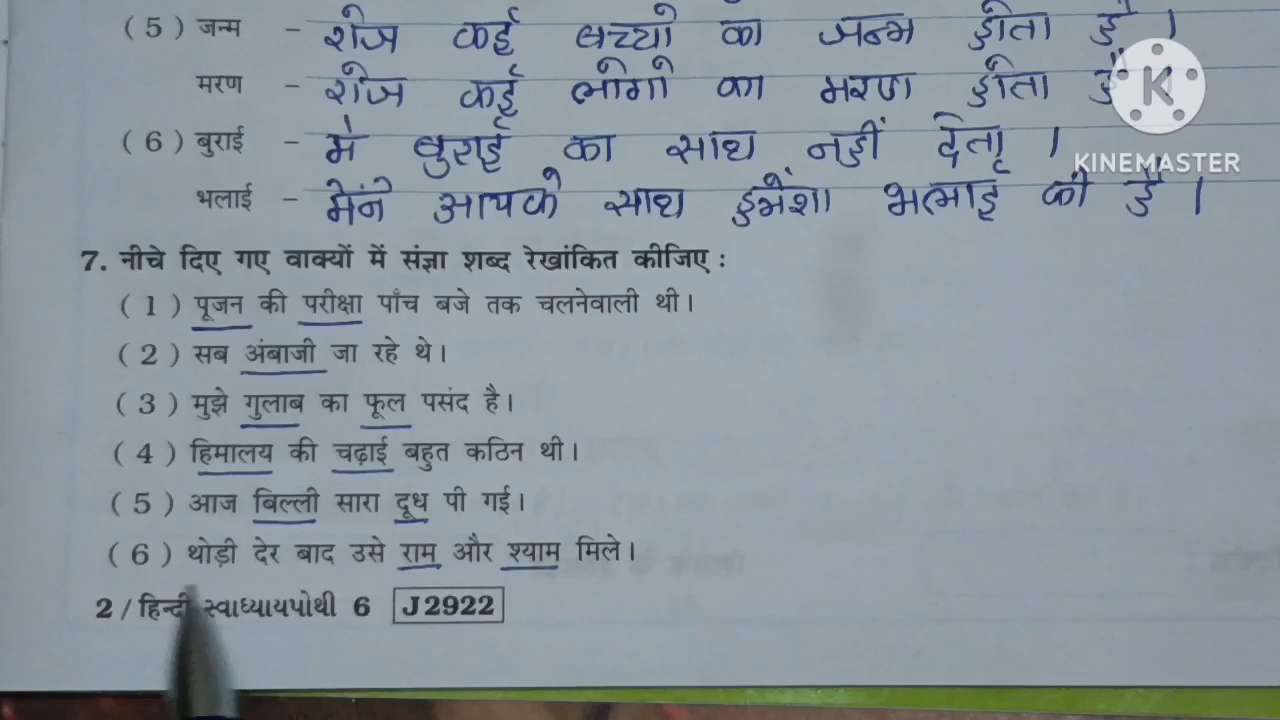 ( 5 ) जन्म – रोज कई बच्चो का जन्म होता है ।
मरण – रोज कई लोगो का मरण होता है
K
( 6 ) बुराई – मे बुराई का साथ नहीं देता ।
KINEMASTER
भलाई – मेंने आपके साथ हमेंशा भलाई की है ।
7. नीचे दिए गए वाक्यों में संज्ञा शब्द रेखांकित कीजिए :
( 1 ) पूजन की परीक्षा पाँच बजे तक चलनेवाली थी।
( 2 ) सब अंबाजी जा रहे थे।
( 3 ) मुझे गुलाब का फूल पसंद है।
( 4 ) हिमालय की चढ़ाई बहुत कठिन थी।
( 5 ) आज बिल्ली सारा दूध पी गई।
( 6 ) थोड़ी देर बाद उसे राम और श्याम मिले।
2 / हिन्दी स्वाध्यायपोथी 6 J2922